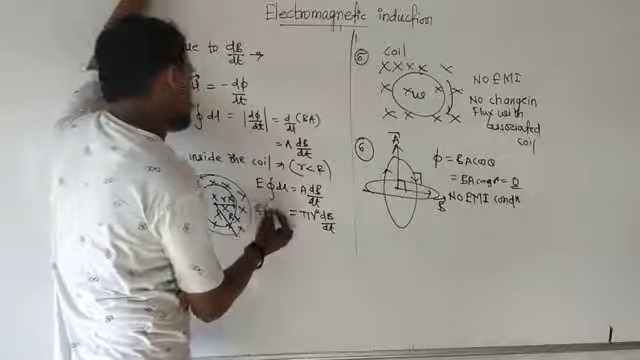 Electromagnetic induction
due to dB/dt →
= - dφ/dt
∮ dl = |dφ/dt| = d/dt (BA)
= A dB/dt
inside the coil → (r<R)
E ∮ dl = A dB/dt
= πr² dB/dt
⑤ coil
x x x x x
No EMI
No change in
Flux with
associated
coil
⑥
A
B
φ = BA cosθ
= BA cos90° = 0
No EMI condn